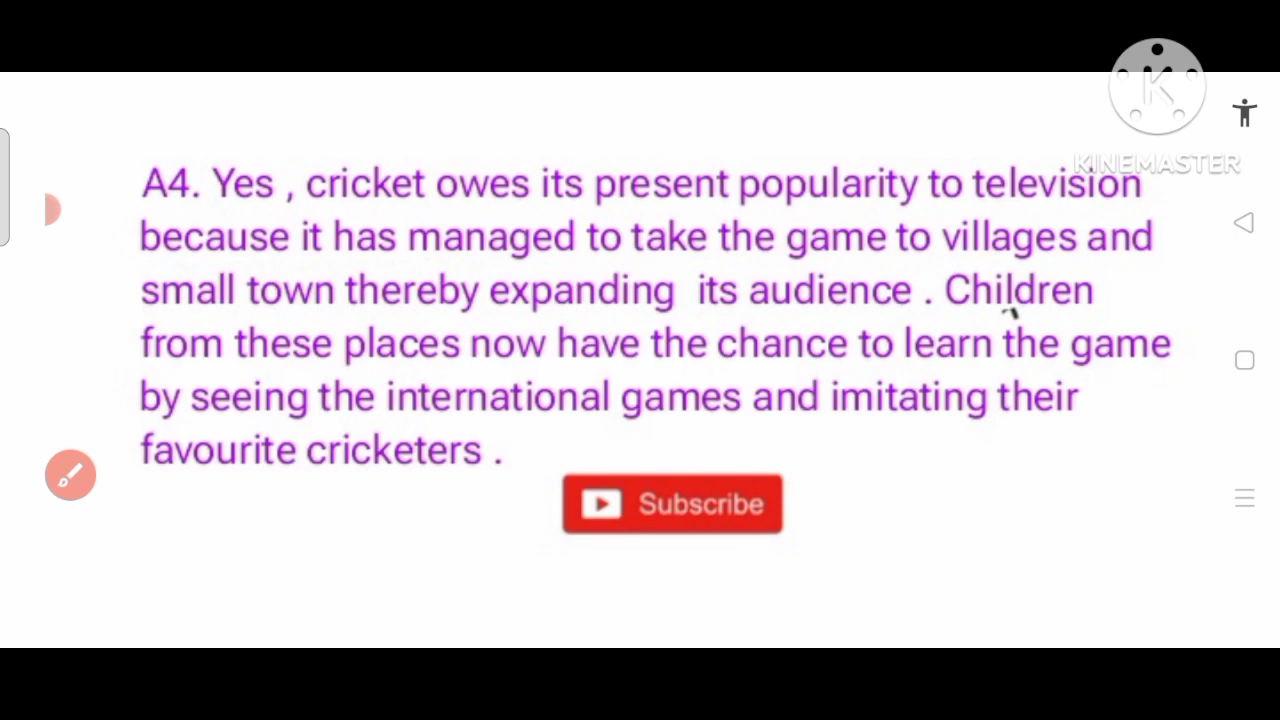 KINEMASTER
A4. Yes , cricket owes its present popularity to television
because it has managed to take the game to villages and
small town thereby expanding  its audience . Children
from these places now have the chance to learn the game
by seeing the international games and imitating their
favourite cricketers .
Subscribe